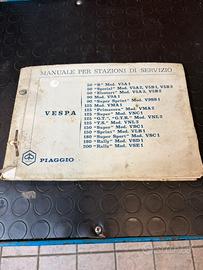 MANUALE PER STAZIONI DI SERVIZIO
VESPA
50 "R" Mod. V5A1
50 "Special" Mod. V5A2, V5B1, V5B3
50 "Elestart" Mod. V5A3, V5B2
90 Mod. V9A1
90 "Super Sprint" Mod. V9SS1
125 Mod. VMA1
125 "Primavera" Mod. VMA2
125 "Super" Mod. VNC1
125 "G.T.", "G.T.R." Mod. VNL2
125 "T.S." Mod. VNL3
150 "Super" Mod. VBC1
150 "Sprint" Mod. VLB1
180 "Super Sport" Mod. VSC1
180 "Rally" Mod. VSD1
200 "Rally" Mod. VSE1
PIAGGIO